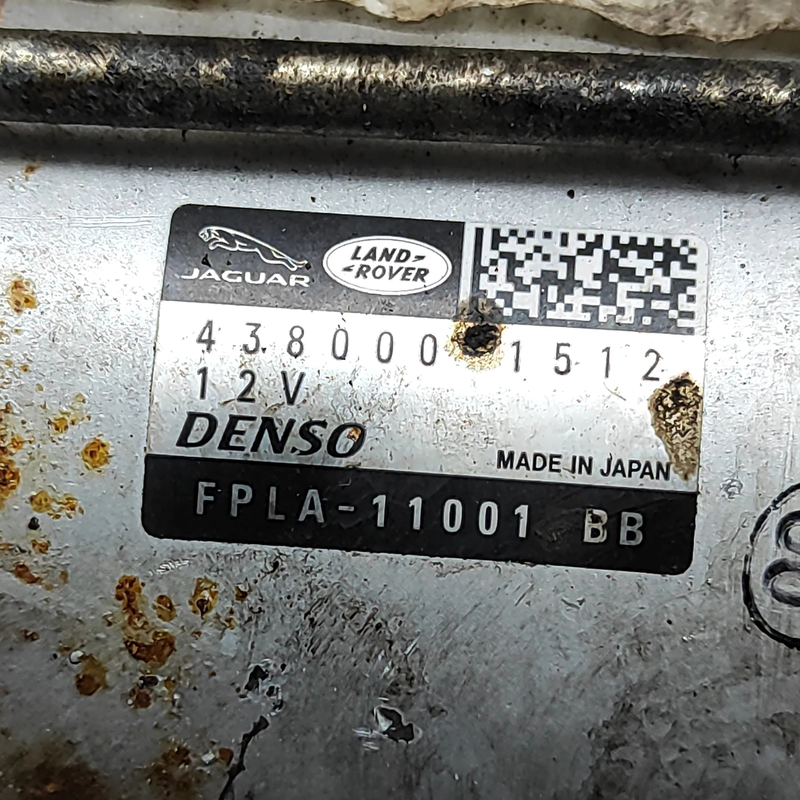 JAGUAR
LAND-
-ROVER
438000 1512
12V
DENSO
MADE IN JAPAN
FPLA-11001 BB